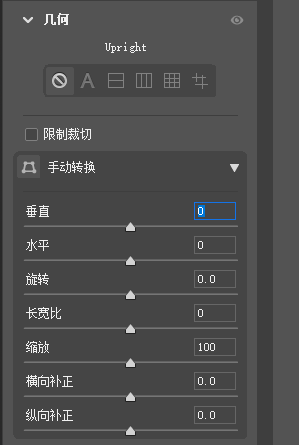 几何
Upright
A
限制裁切
手动转换
垂直 0
水平 0
旋转 0.0
长宽比 0
缩放 100
横向补正 0.0
纵向补正 0.0